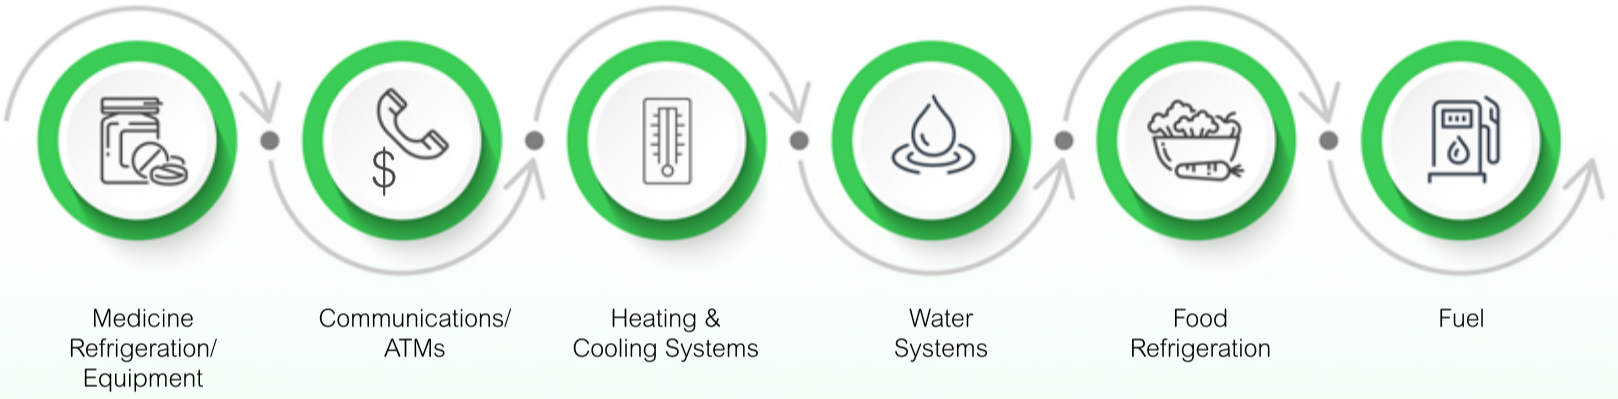 $
Medicine
Refrigeration/
Equipment
Communications/
ATMs
Heating &
Cooling Systems
Water
Systems
Food
Refrigeration
Fuel